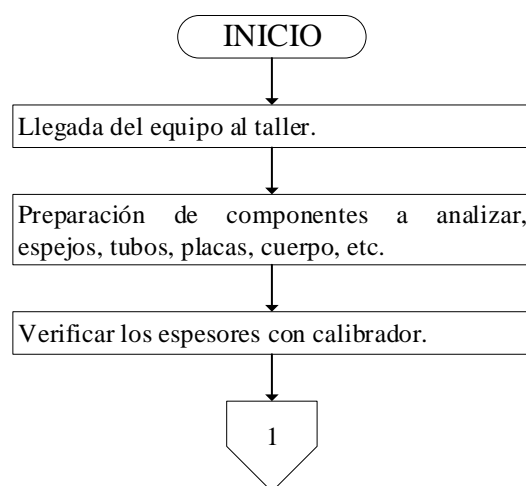 INICIO
Llegada del equipo al taller.
Preparación de componentes a analizar,
espejos, tubos, placas, cuerpo, etc.
Verificar los espesores con calibrador.
1